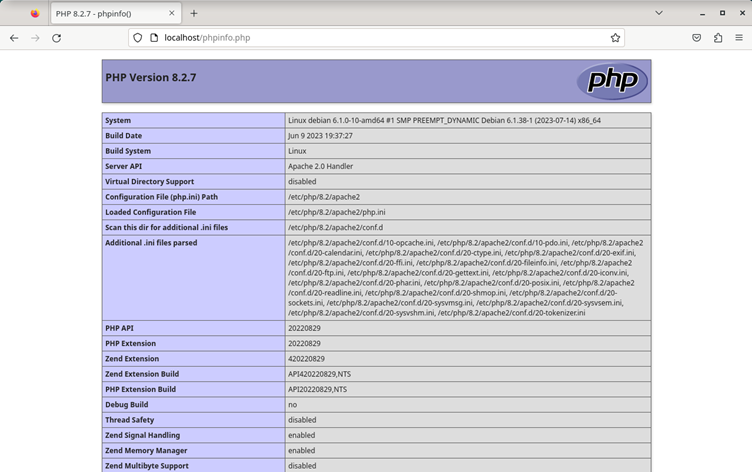 PHP 8.2.7 - phpinfo()
localhost/phpinfo.php
PHP Version 8.2.7
php
System Linux debian 6.1.0-10-amd64 #1 SMP PREEMPT_DYNAMIC Debian 6.1.38-1 (2023-07-14) x86_64
Build Date Jun 9 2023 19:37:27
Build System Linux
Server API Apache 2.0 Handler
Virtual Directory Support disabled
Configuration File (php.ini) Path /etc/php/8.2/apache2
Loaded Configuration File /etc/php/8.2/apache2/php.ini
Scan this dir for additional .ini files /etc/php/8.2/apache2/conf.d
Additional .ini files parsed /etc/php/8.2/apache2/conf.d/10-opcache.ini, /etc/php/8.2/apache2/conf.d/10-pdo.ini, /etc/php/8.2/apache2
/conf.d/20-calendar.ini, /etc/php/8.2/apache2/conf.d/20-ctype.ini, /etc/php/8.2/apache2/conf.d/20-exif.ini,
/etc/php/8.2/apache2/conf.d/20-ffi.ini, /etc/php/8.2/apache2/conf.d/20-fileinfo.ini, /etc/php/8.2/apache2
/conf.d/20-ftp.ini, /etc/php/8.2/apache2/conf.d/20-gettext.ini, /etc/php/8.2/apache2/conf.d/20-iconv.ini,
/etc/php/8.2/apache2/conf.d/20-phar.ini, /etc/php/8.2/apache2/conf.d/20-posix.ini, /etc/php/8.2/apache2
/conf.d/20-readline.ini, /etc/php/8.2/apache2/conf.d/20-shmop.ini, /etc/php/8.2/apache2/conf.d/20-
sockets.ini, /etc/php/8.2/apache2/conf.d/20-sysvmsg.ini, /etc/php/8.2/apache2/conf.d/20-sysvsem.ini,
/etc/php/8.2/apache2/conf.d/20-sysvshm.ini, /etc/php/8.2/apache2/conf.d/20-tokenizer.ini
PHP API 20220829
PHP Extension 20220829
Zend Extension 420220829
Zend Extension Build API420220829,NTS
PHP Extension Build API20220829,NTS
Debug Build no
Thread Safety disabled
Zend Signal Handling enabled
Zend Memory Manager enabled
Zend Multibyte Support disabled